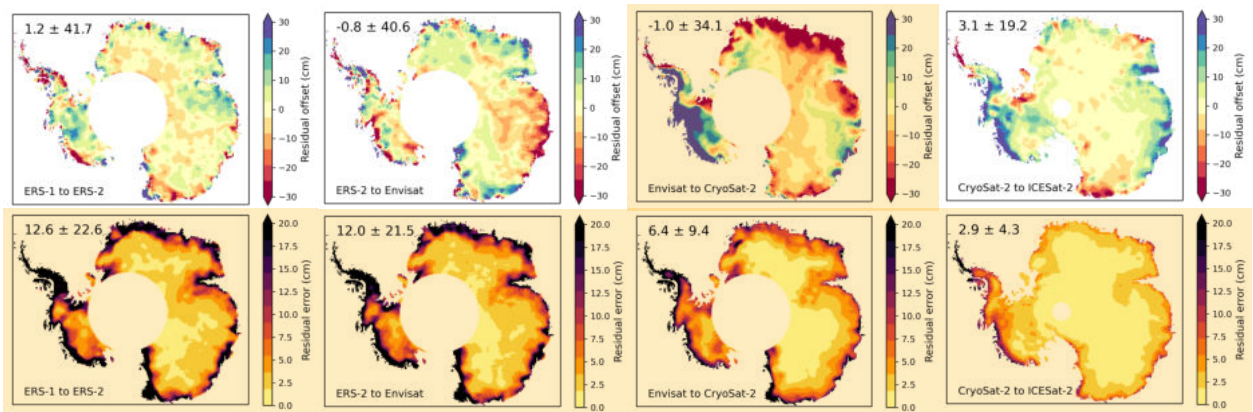 1.2 ± 41.7
30
20
10
0
−10
−20
−30
Residual offset (cm)
ERS-1 to ERS-2
-0.8 ± 40.6
30
20
10
0
−10
−20
−30
Residual offset (cm)
ERS-2 to Envisat
-1.0 ± 34.1
30
20
10
0
−10
−20
−30
Residual offset (cm)
Envisat to CryoSat-2
3.1 ± 19.2
30
20
10
0
−10
−20
−30
Residual offset (cm)
CryoSat-2 to ICESat-2
12.6 ± 22.6
20.0
17.5
15.0
12.5
10.0
7.5
5.0
2.5
0.0
Residual error (cm)
ERS-1 to ERS-2
12.0 ± 21.5
20.0
17.5
15.0
12.5
10.0
7.5
5.0
2.5
0.0
Residual error (cm)
ERS-2 to Envisat
6.4 ± 9.4
20.0
17.5
15.0
12.5
10.0
7.5
5.0
2.5
0.0
Residual error (cm)
Envisat to CryoSat-2
2.9 ± 4.3
20.0
17.5
15.0
12.5
10.0
7.5
5.0
2.5
0.0
Residual error (cm)
CryoSat-2 to ICESat-2